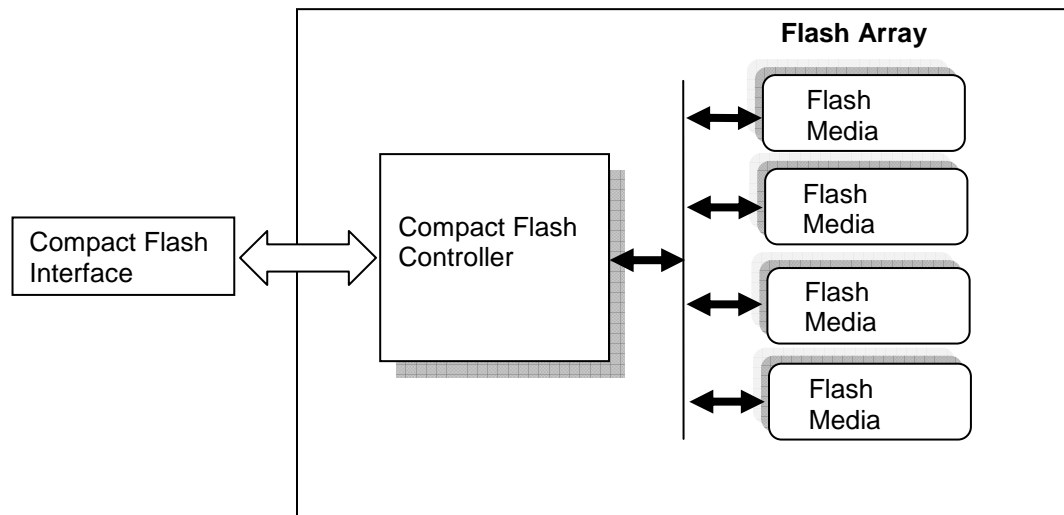 Flash Array
Flash
Media
Flash
Media
Compact Flash
Interface
Compact Flash
Controller
Flash
Media
Flash
Media